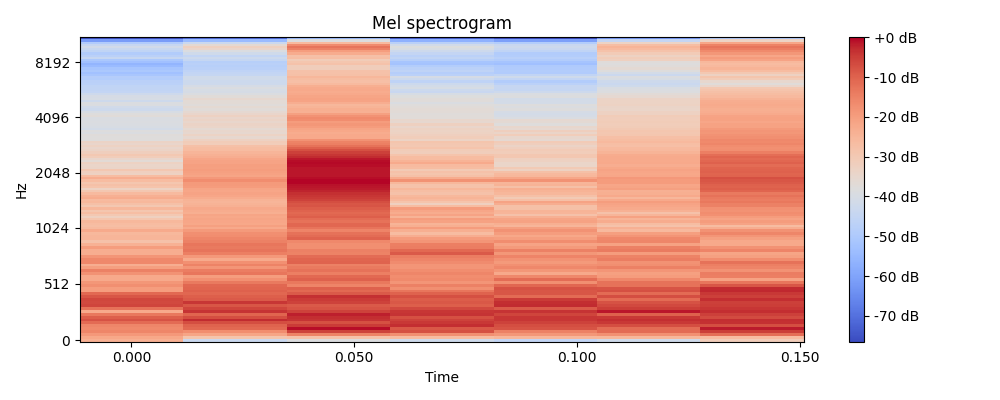 Mel spectrogram
Hz
8192
4096
2048
1024
512
0
0.000
0.050
0.100
0.150
Time
+0 dB
-10 dB
-20 dB
-30 dB
-40 dB
-50 dB
-60 dB
-70 dB